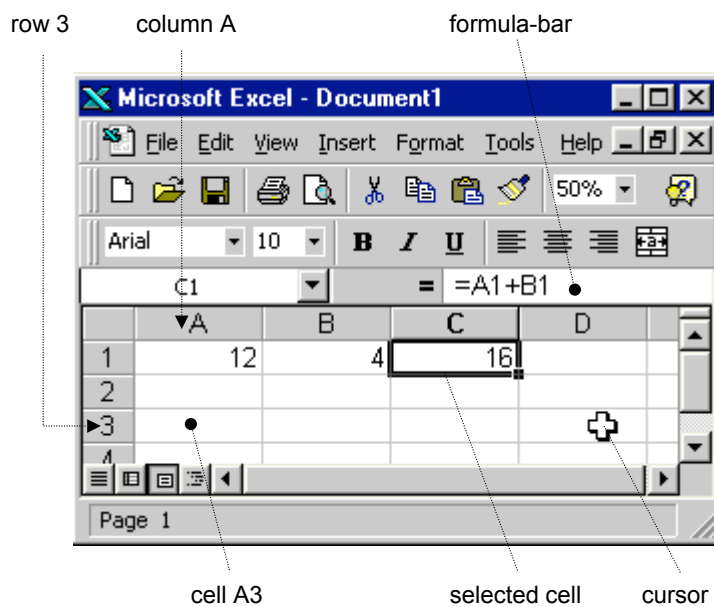 row 3 column A formula-bar
Microsoft Excel - Document1
File Edit View Insert Format Tools Help
50%
Arial 10 B I U a
C1 = =A1+B1
A B C D
1 12 4 16
2
3
4
Page 1
cell A3 selected cell cursor